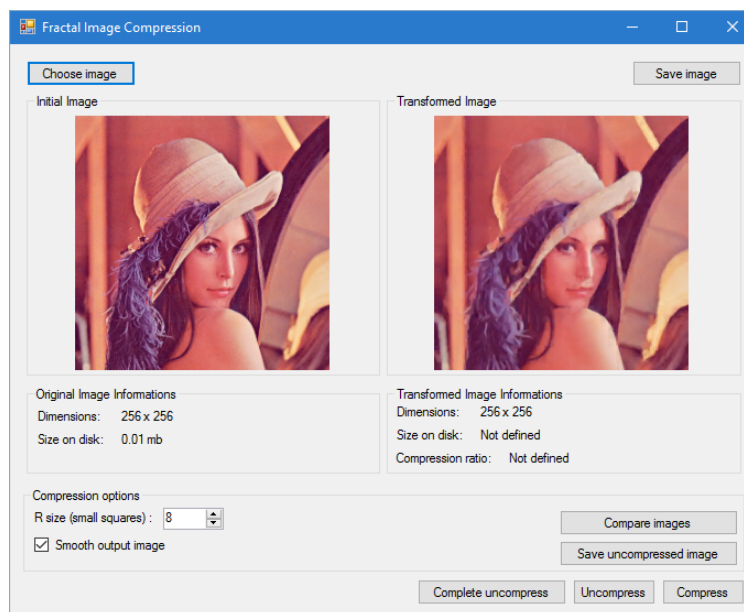 Fractal Image Compression
Choose image
Save image
Initial Image
Transformed Image
Original Image Informations
Dimensions: 256 x 256
Size on disk: 0.01 mb
Transformed Image Informations
Dimensions: 256 x 256
Size on disk: Not defined
Compression ratio: Not defined
Compression options
R size (small squares) : 8
Smooth output image
Compare images
Save uncompressed image
Complete uncompress
Uncompress
Compress